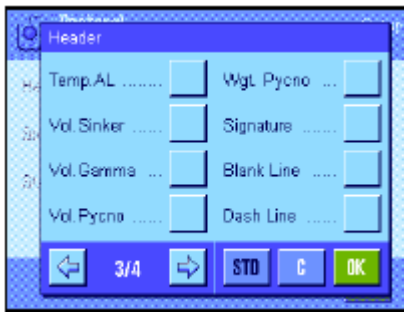 Protocol
Header
Temp.AL ........ Wgt. Pycno ...
Vol.Sinker ...... Signature .......
Vol.Gamma ... Blank Line .....
Vol.Pycno ...... Dash Line ......
3/4 STD C OK